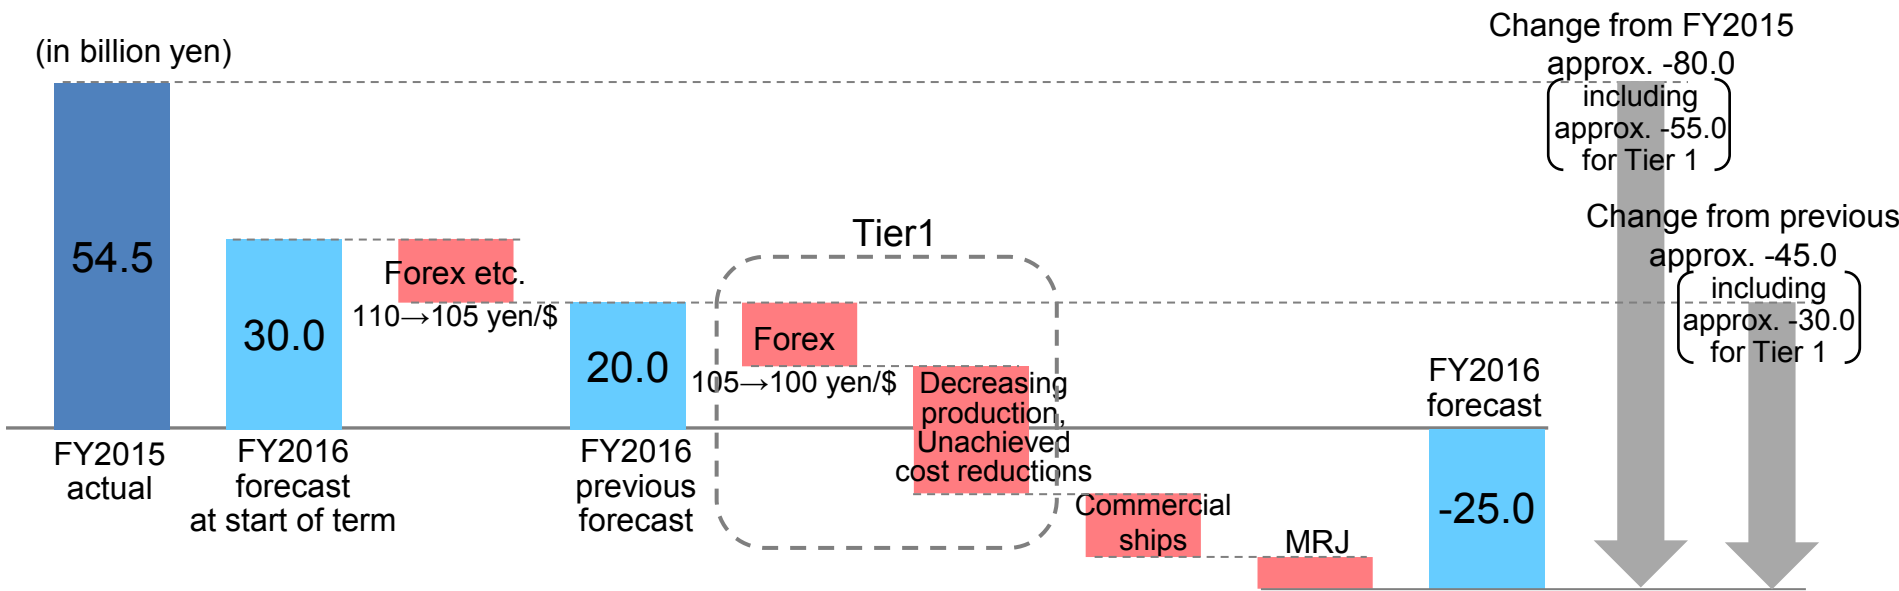 (in billion yen)
54.5
FY2015
actual
30.0
FY2016
forecast
at start of term
Forex etc.
110→105 yen/$
20.0
FY2016
previous
forecast
Tier1
Forex
105→100 yen/$
Decreasing
production,
Unachieved
cost reductions
Commercial
ships
MRJ
FY2016
forecast
-25.0
Change from FY2015
approx. -80.0
including
approx. -55.0
for Tier 1
Change from previous
approx. -45.0
including
approx. -30.0
for Tier 1